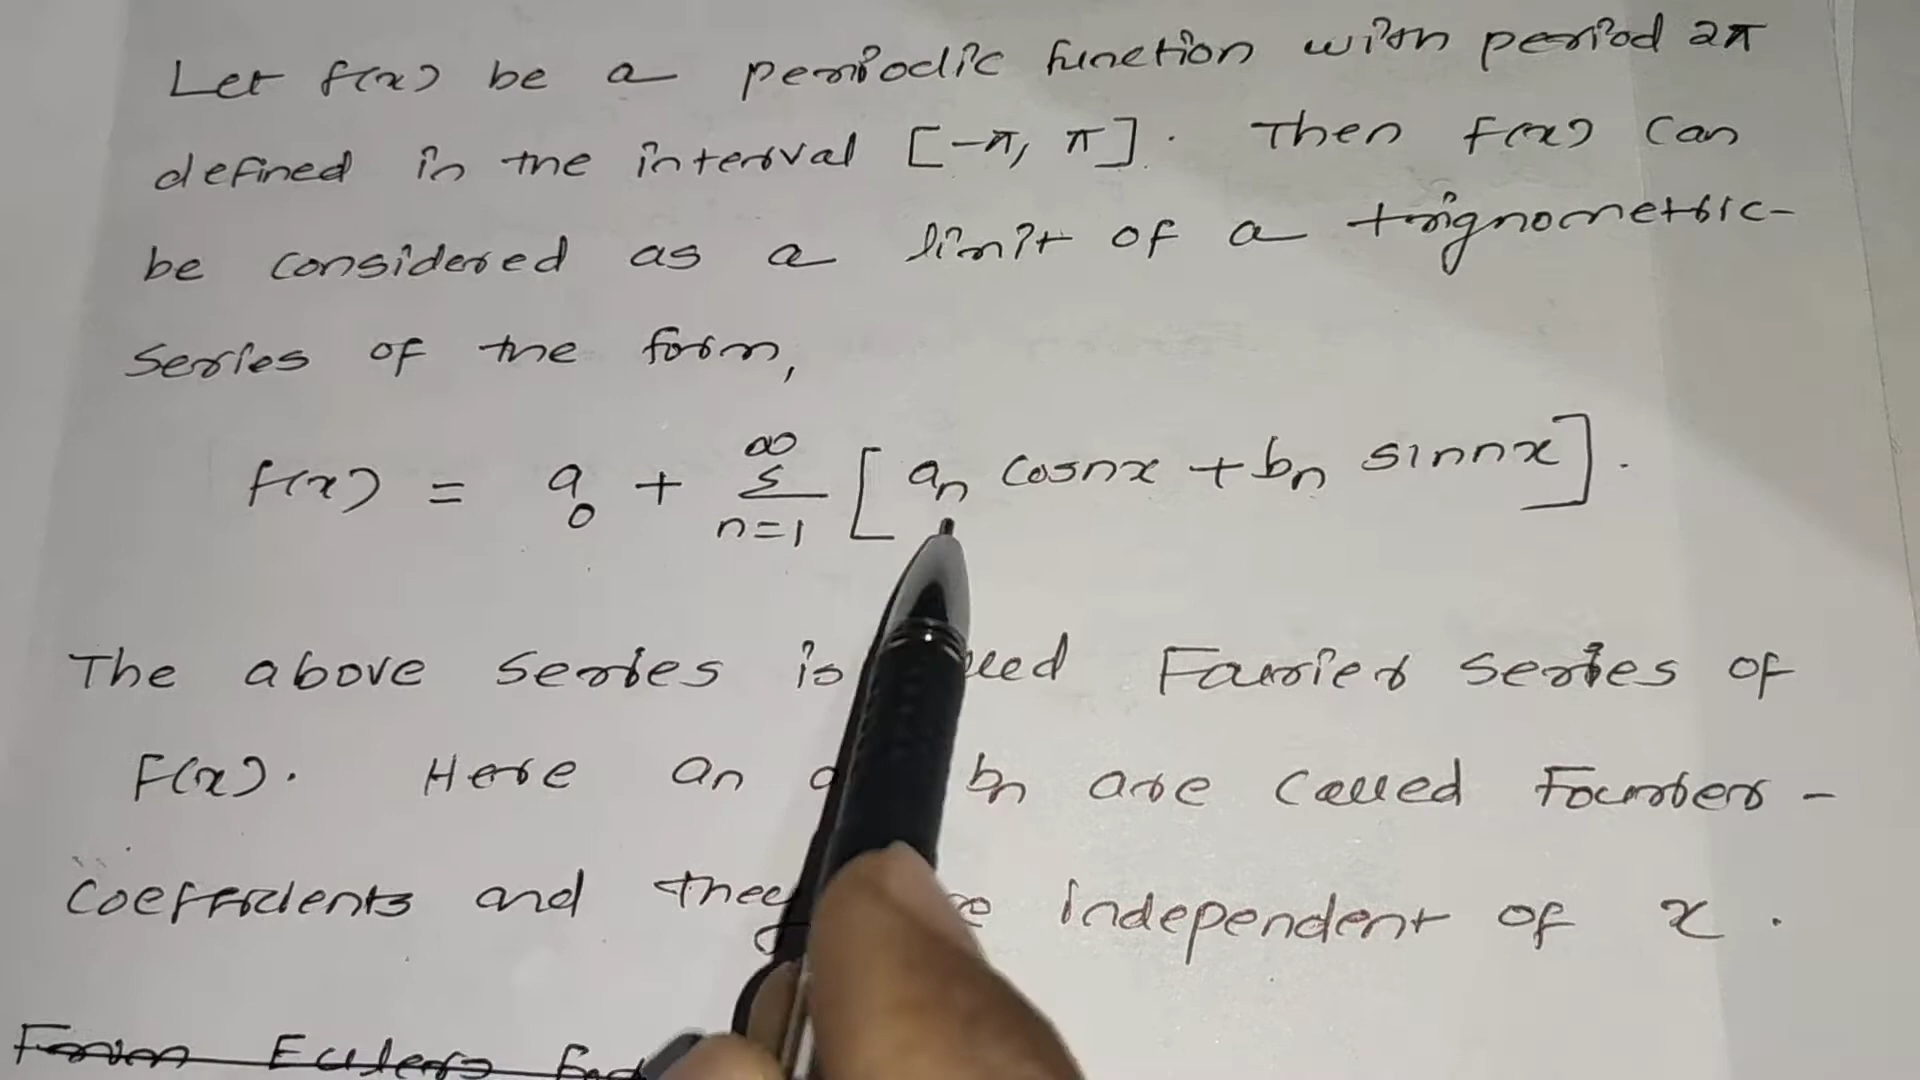 Let f(x) be a periodic function with period 2π
defined in the interval [-π, π]. Then f(x) can
be considered as a limit of a trignometric-
series of the form,
f(x) = a₀ + ∞Σn=1 [an cosnx + bn sinnx].
The above series is Fourier series of
F(x). Here an bn are called Fourier -
coefficients and they independent of x.
From Eulers